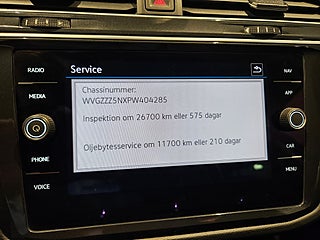 RADIO
MEDIA
PHONE
VOICE
Service
Chassinummer:
WVGZZZ5NXPW404285
Inspektion om 26700 km eller 575 dagar
Oljebytesservice om 11700 km eller 210 dagar
NAV
APP
CAR
MENU